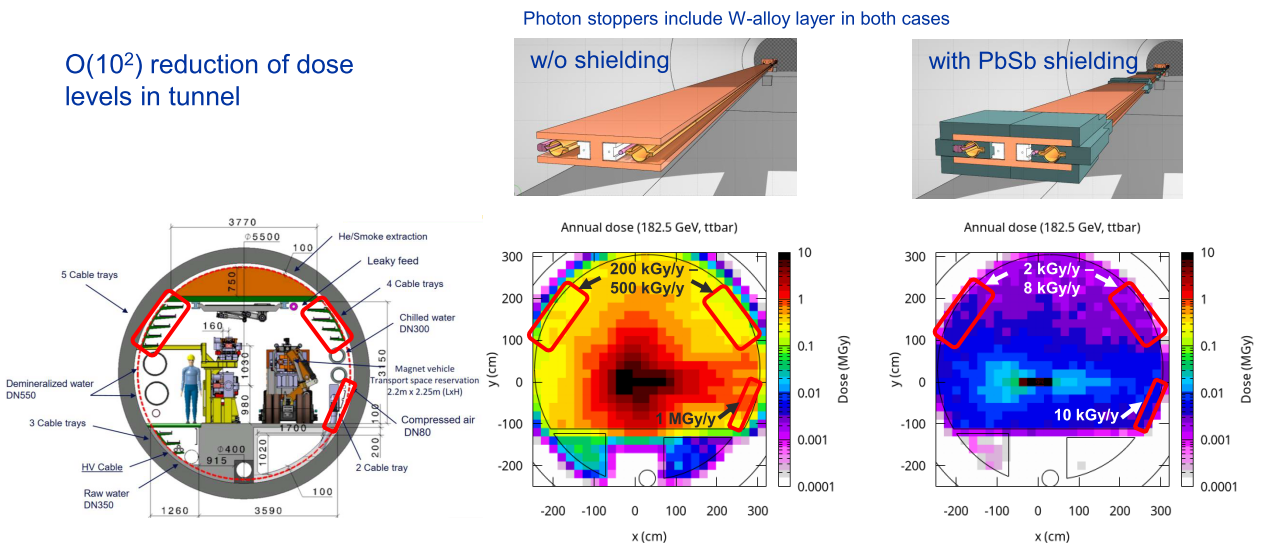 Photon stoppers include W-alloy layer in both cases
O(10²) reduction of dose
levels in tunnel
w/o shielding
with PbSb shielding
3770
Ø5500
100
He/Smoke extraction
Leaky feed
5 Cable trays
4 Cable trays
750
160
Chilled water
DN300
1030
3150
Magnet vehicle
Transport space reservation
2.2m x 2.25m (LxH)
Demineralized water
DN550
980
100
Compressed air
DN80
3 Cable trays
1700
200
Ø400
1020
915
2 Cable tray
HV Cable
Raw water
DN350
100
1260
3590
Annual dose (182.5 GeV, ttbar)
200 kGy/y –
500 kGy/y
1 MGy/y
300
200
100
0
-100
-200
y (cm)
-200
-100
0
100
200
300
x (cm)
10
1
0.1
0.01
0.001
0.0001
Dose (MGy)
Annual dose (182.5 GeV, ttbar)
2 kGy/y –
8 kGy/y
10 kGy/y
300
200
100
0
-100
-200
y (cm)
-200
-100
0
100
200
300
x (cm)
10
1
0.1
0.01
0.001
0.0001
Dose (MGy)